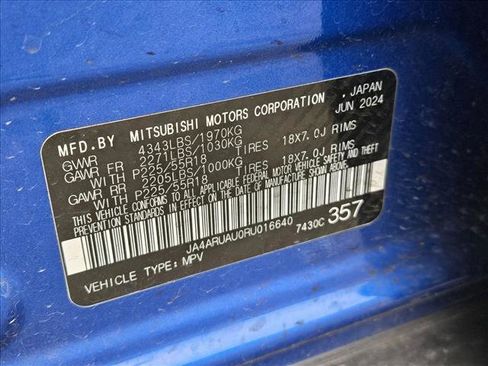 MFD.BY MITSUBISHI MOTORS CORPORATION . JAPAN
GVWR 4343LBS/1970KG JUN 2024
GAWR FR 2271LBS/1030KG
WITH P225/55R18 TIRES 18X7.0J RIMS
GAWR RR 2205LBS/1000KG
WITH P225/55R18 TIRES 18X7.0J RIMS
THIS VEHICLE CONFORMS TO ALL APPLICABLE
FEDERAL MOTOR VEHICLE SAFETY, BUMPER, AND
THEFT PREVENTION STANDARDS IN EFFECT ON
THE DATE OF MANUFACTURE SHOWN ABOVE.
JA4ARUAU0RU016640 7430C 357
VEHICLE TYPE: MPV